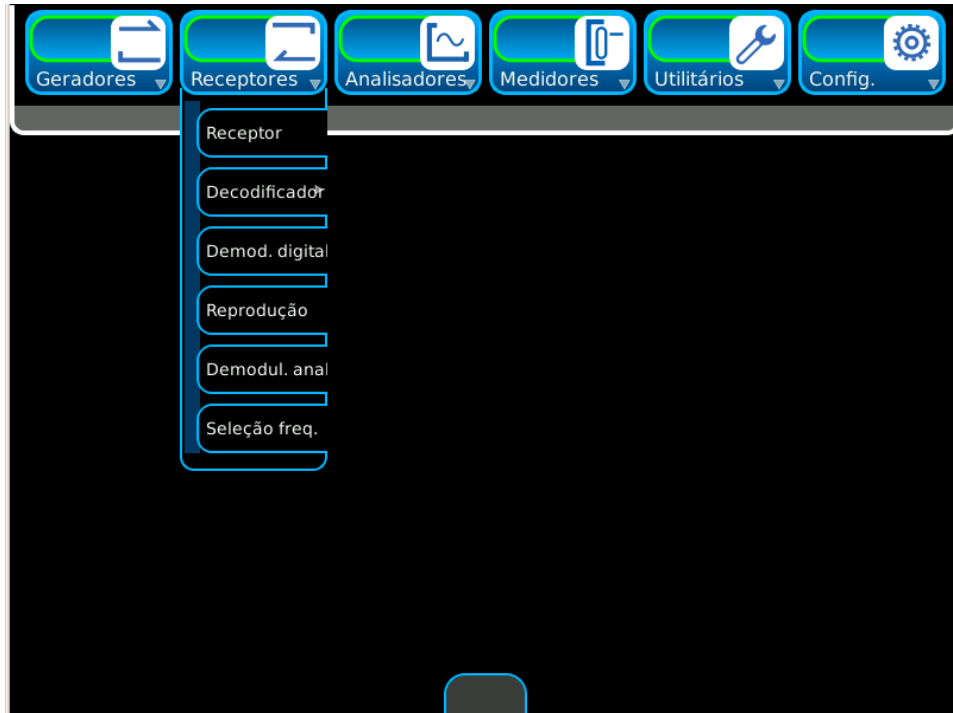 Geradores
Receptores
Analisadores
Medidores
Utilitários
Config.
Receptor
Decodificador
Demod. digital
Reprodução
Demodul. anal
Seleção freq.